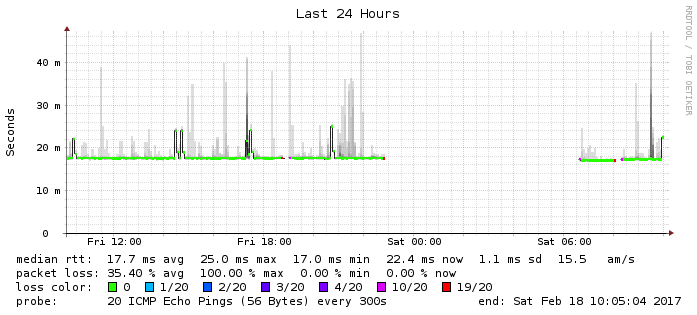 Last 24 Hours
RRDTOOL / TOBI OETIKER
Seconds
40 m
30 m
20 m
10 m
0
Fri 12:00 Fri 18:00 Sat 00:00 Sat 06:00
median rtt: 17.7 ms avg 25.0 ms max 17.0 ms min 22.4 ms now 1.1 ms sd 15.5 am/s
packet loss: 35.40 % avg 100.00 % max 0.00 % min 0.00 % now
loss color: 0 1/20 2/20 3/20 4/20 10/20 19/20
probe: 20 ICMP Echo Pings (56 Bytes) every 300s end: Sat Feb 18 10:05:04 2017